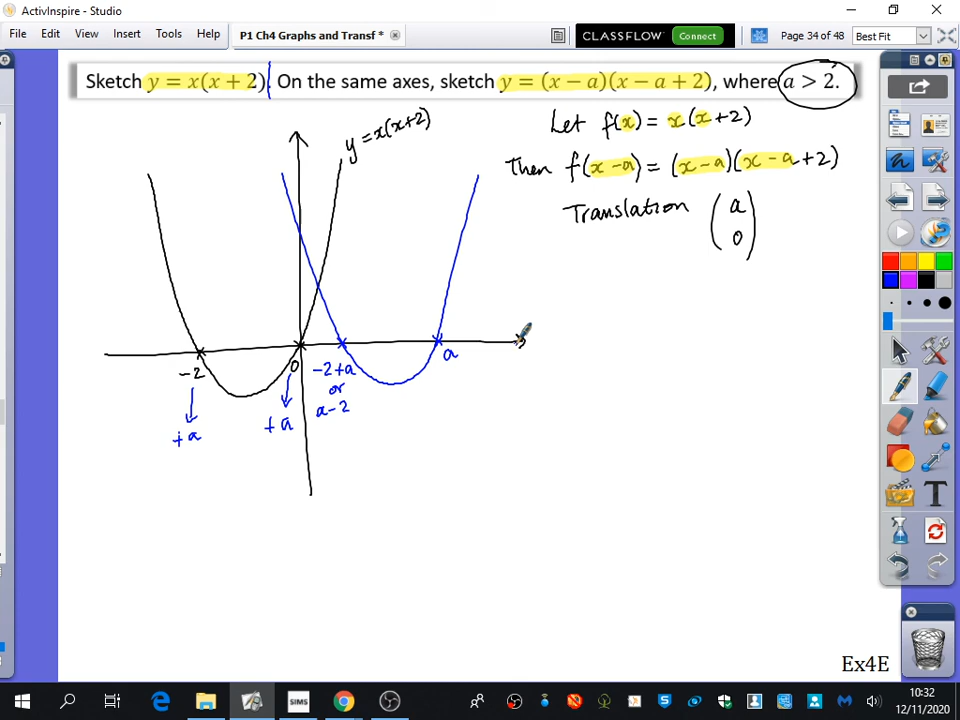 ActivInspire - Studio
File Edit View Insert Tools Help
P1 Ch4 Graphs and Transf *
CLASSFLOW Connect
Page 34 of 48
Best Fit
Sketch y = x(x + 2). On the same axes, sketch y = (x − a)(x − a + 2), where a > 2.
y = x(x+2)
Let f(x) = x(x+2)
Then f(x-a) = (x-a)(x-a+2)
Translation (a
0)
-2
0
-2+a
or
a-2
a
+a
+a
Ex4E
SIMS
10:32
12/11/2020